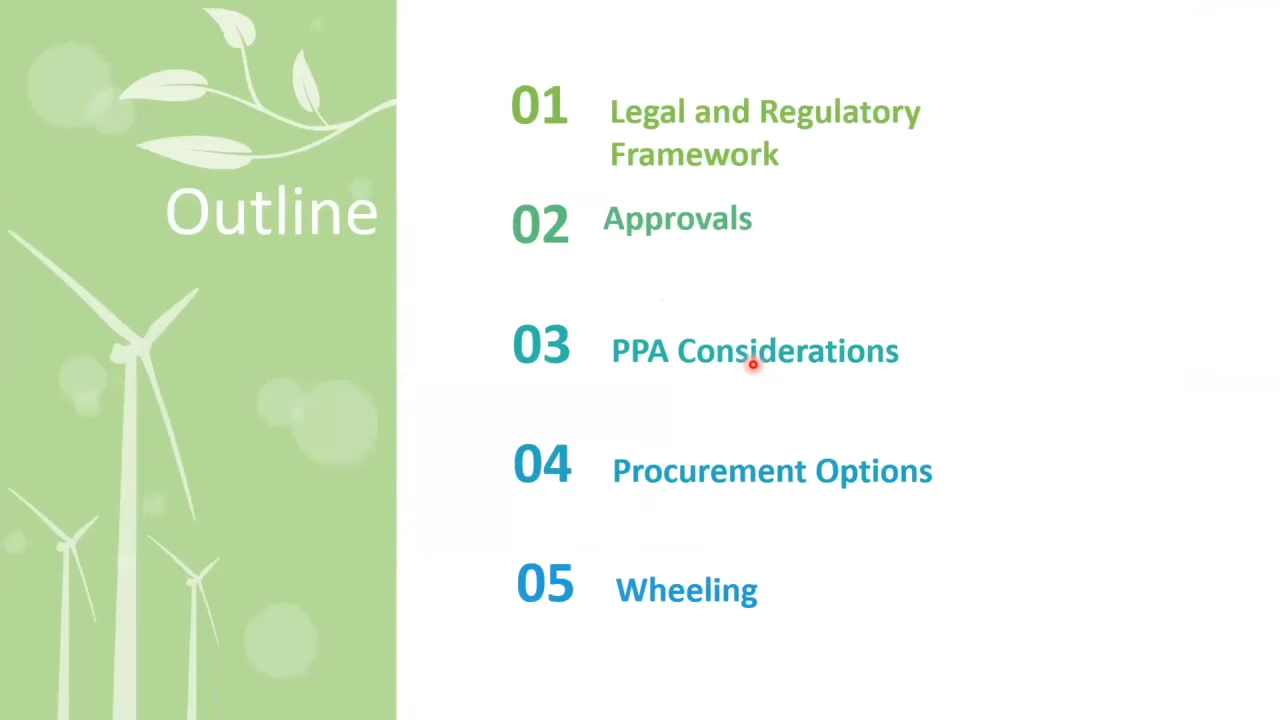 Outline
01 Legal and Regulatory
Framework
02 Approvals
03 PPA Considerations
04 Procurement Options
05 Wheeling